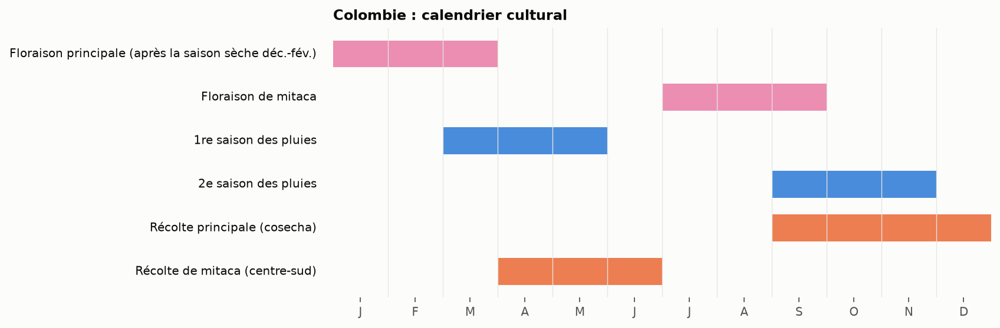 Colombie : calendrier cultural
Floraison principale (après la saison sèche déc.-fév.)
Floraison de mitaca
1re saison des pluies
2e saison des pluies
Récolte principale (cosecha)
Récolte de mitaca (centre-sud)
J F M A M J J A S O N D